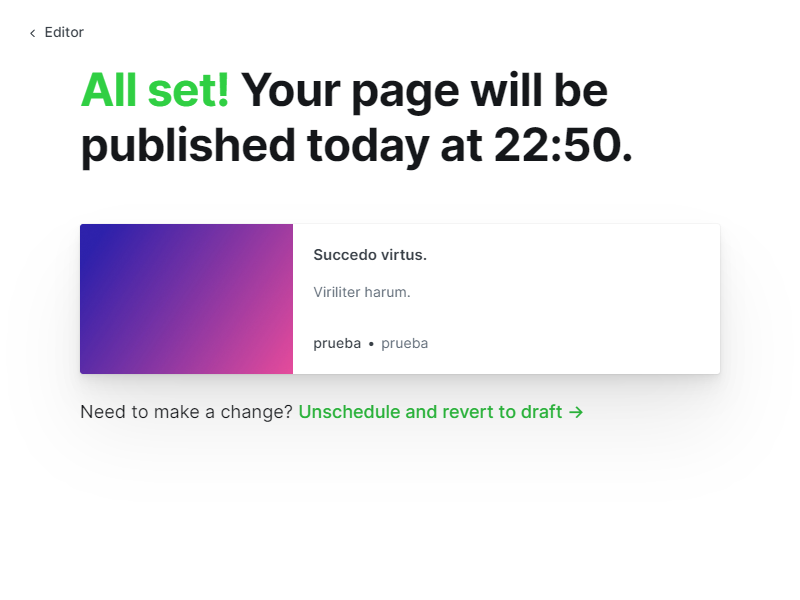 Editor
All set! Your page will be
published today at 22:50.
Succedo virtus.
Viriliter harum.
prueba • prueba
Need to make a change? Unschedule and revert to draft →